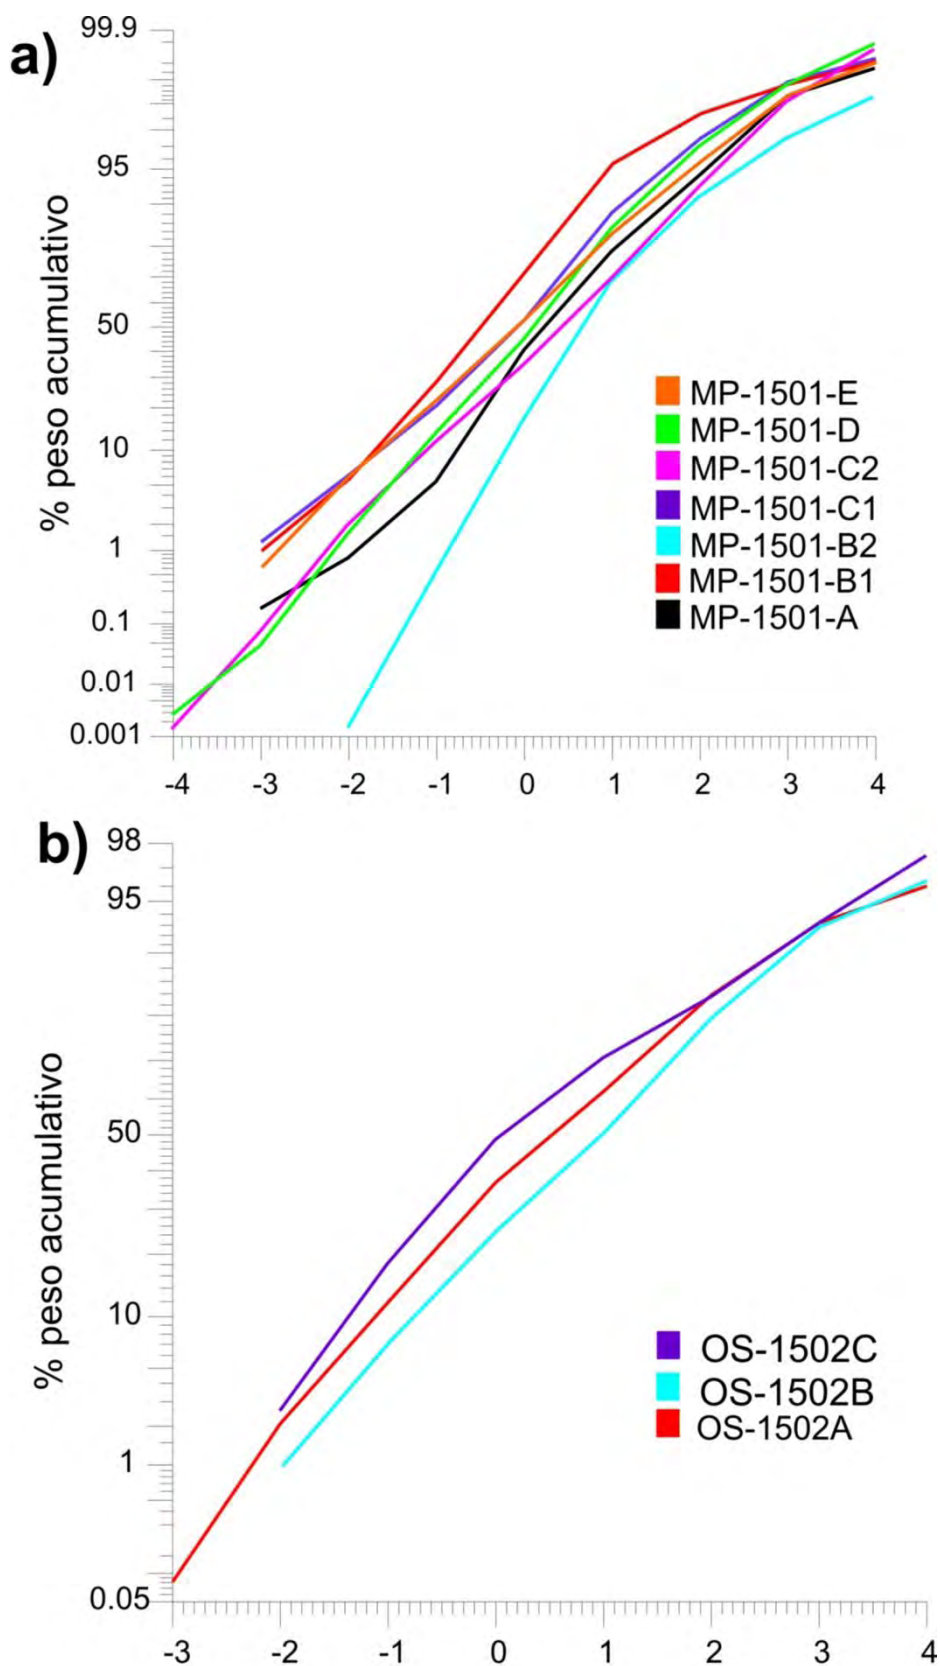 a)
99.9
95
50
10
1
0.1
0.01
0.001
% peso acumulativo
MP-1501-E
MP-1501-D
MP-1501-C2
MP-1501-C1
MP-1501-B2
MP-1501-B1
MP-1501-A
-4 -3 -2 -1 0 1 2 3 4
b)
98
95
50
10
1
0.05
% peso acumulativo
OS-1502C
OS-1502B
OS-1502A
-3 -2 -1 0 1 2 3 4